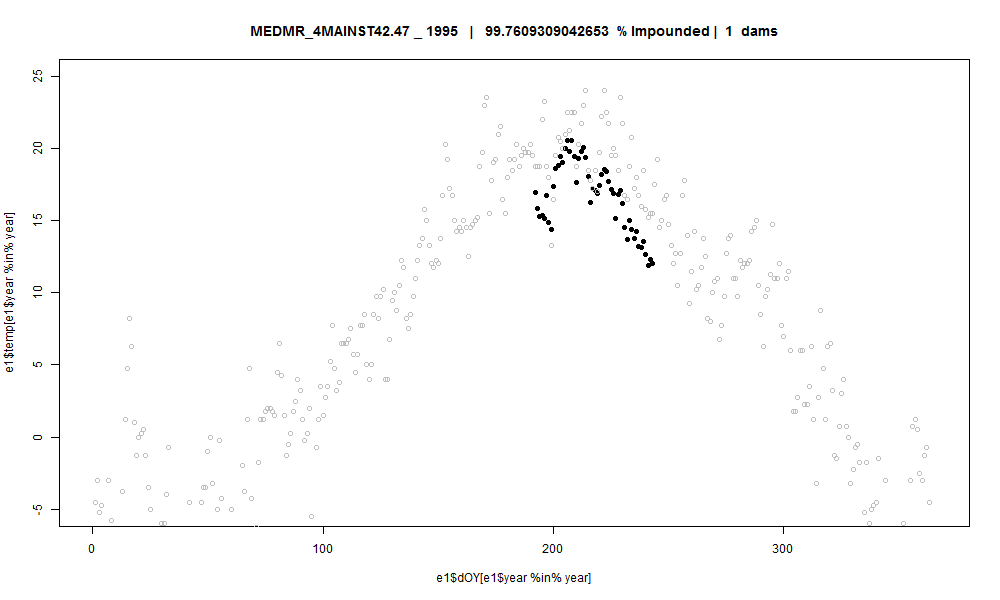 MEDMR_4MAINST42.47 _ 1995 | 99.7609309042653 % Impounded | 1 dams
25
20
15
10
5
0
-5
e1$temp[e1$year %in% year]
0 100 200 300
e1$dOY[e1$year %in% year]